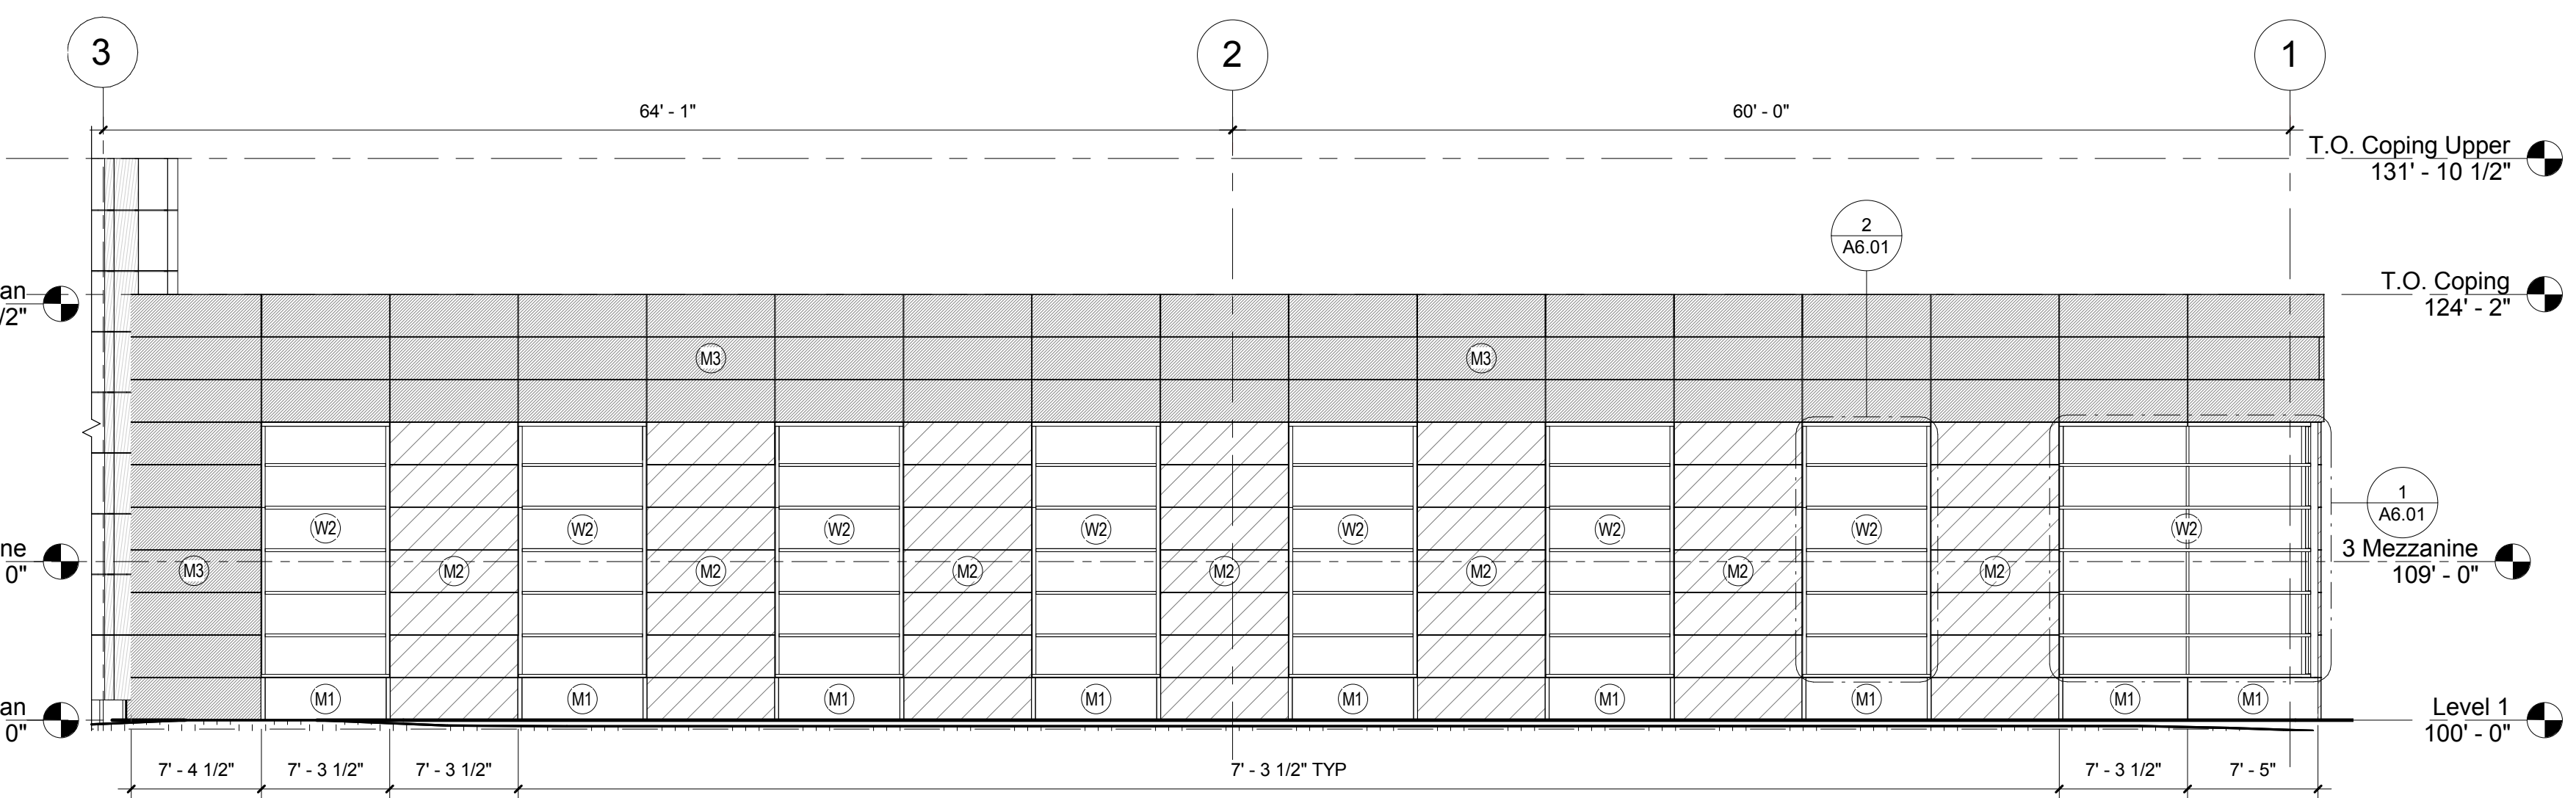 3
2
1
64' - 1"
60' - 0"
T.O. Coping Upper
131' - 10 1/2"
2
A6.01
an
/2"
T.O. Coping
124' - 2"
M3
M3
1
A6.01
W2
W2
W2
W2
W2
W2
W2
W2
ne
0"
3 Mezzanine
109' - 0"
M3
M2
M2
M2
M2
M2
M2
M2
M1
M1
M1
M1
M1
M1
M1
M1
M1
an
0"
Level 1
100' - 0"
7' - 4 1/2"
7' - 3 1/2"
7' - 3 1/2"
7' - 3 1/2" TYP
7' - 3 1/2"
7' - 5"